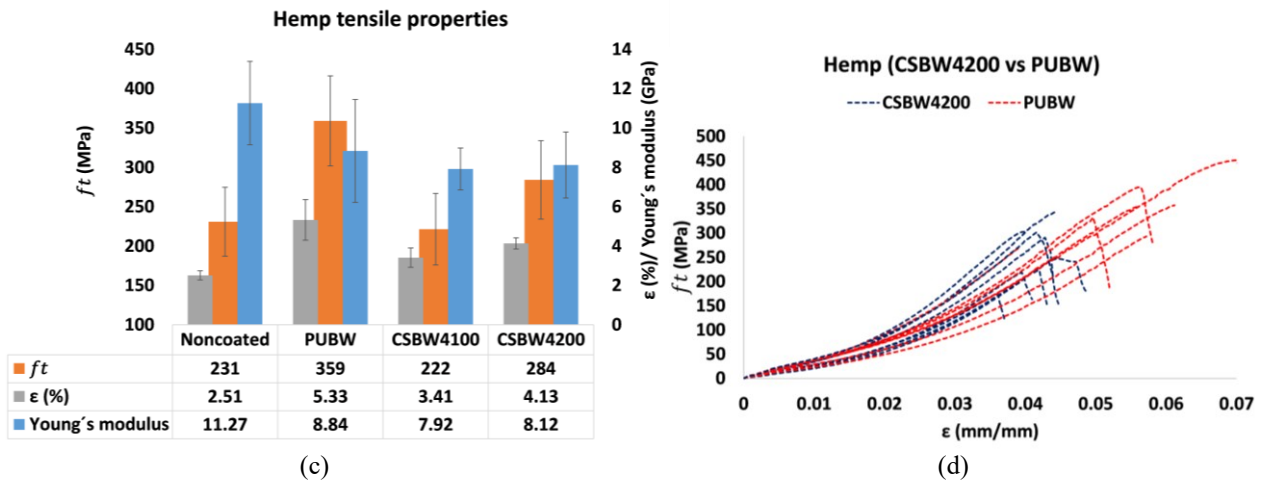 Hemp tensile properties
ft (MPa)
450
400
350
300
250
200
150
100
14
12
10
8
6
4
2
0
ε (%)/ Young´s modulus (GPa)
Noncoated PUBW CSBW4100 CSBW4200
ft 231 359 222 284
ε (%) 2.51 5.33 3.41 4.13
Young´s modulus 11.27 8.84 7.92 8.12
(c)
Hemp (CSBW4200 vs PUBW)
CSBW4200 PUBW
ft (MPa)
500
450
400
350
300
250
200
150
100
50
0
0 0.01 0.02 0.03 0.04 0.05 0.06 0.07
ε (mm/mm)
(d)